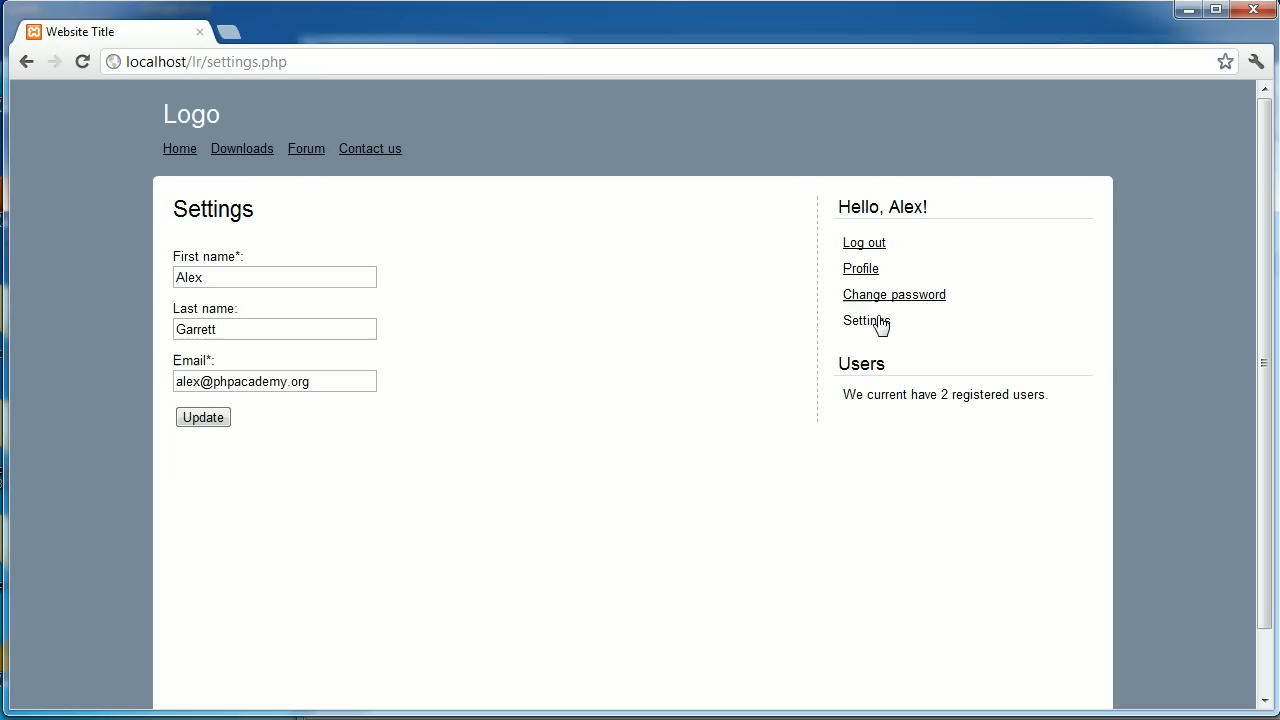 Website Title
localhost/lr/settings.php
Logo
Home Downloads Forum Contact us
Settings
First name*:
Alex
Last name:
Garrett
Email*:
alex@phpacademy.org
Update
Hello, Alex!
Log out
Profile
Change password
Settings
Users
We current have 2 registered users.